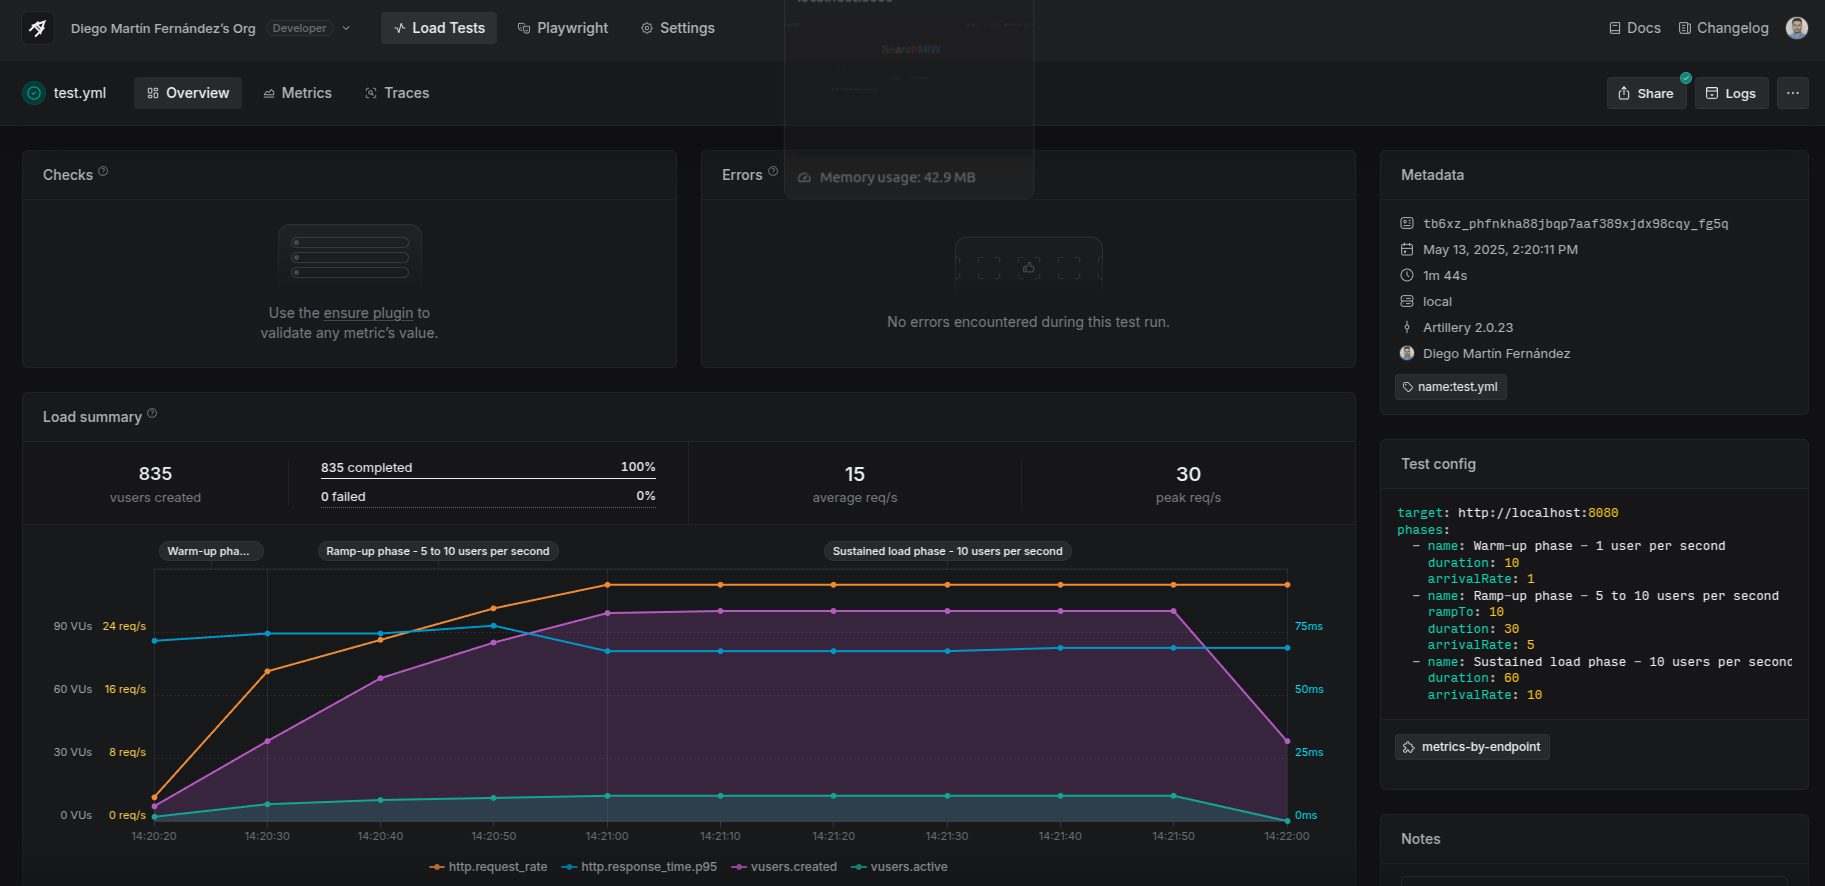 Diego Martín Fernández's Org
Developer
Load Tests
Playwright
Settings
Docs
Changelog
test.yml
Overview
Metrics
Traces
Share
Logs
SearchMIW
Memory usage: 42.9 MB
Checks
Use the ensure plugin to
validate any metric's value.
Errors
No errors encountered during this test run.
Metadata
tb6xz_phfnkha88jbqp7aaf389xjdx98cqy_fg5q
May 13, 2025, 2:20:11 PM
1m 44s
local
Artillery 2.0.23
Diego Martín Fernández
name:test.yml
Load summary
835
vusers created
835 completed 100%
0 failed 0%
15
average req/s
30
peak req/s
Warm-up pha...
Ramp-up phase - 5 to 10 users per second
Sustained load phase - 10 users per second
90 VUs 24 req/s 75ms
60 VUs 16 req/s 50ms
30 VUs 8 req/s 25ms
0 VUs 0 req/s 0ms
14:20:20 14:20:30 14:20:40 14:20:50 14:21:00 14:21:10 14:21:20 14:21:30 14:21:40 14:21:50 14:22:00
http.request_rate http.response_time.p95 vusers.created vusers.active
Test config
target: http://localhost:8080
phases:
- name: Warm-up phase - 1 user per second
duration: 10
arrivalRate: 1
- name: Ramp-up phase - 5 to 10 users per second
rampTo: 10
duration: 30
arrivalRate: 5
- name: Sustained load phase - 10 users per second
duration: 60
arrivalRate: 10
metrics-by-endpoint
Notes